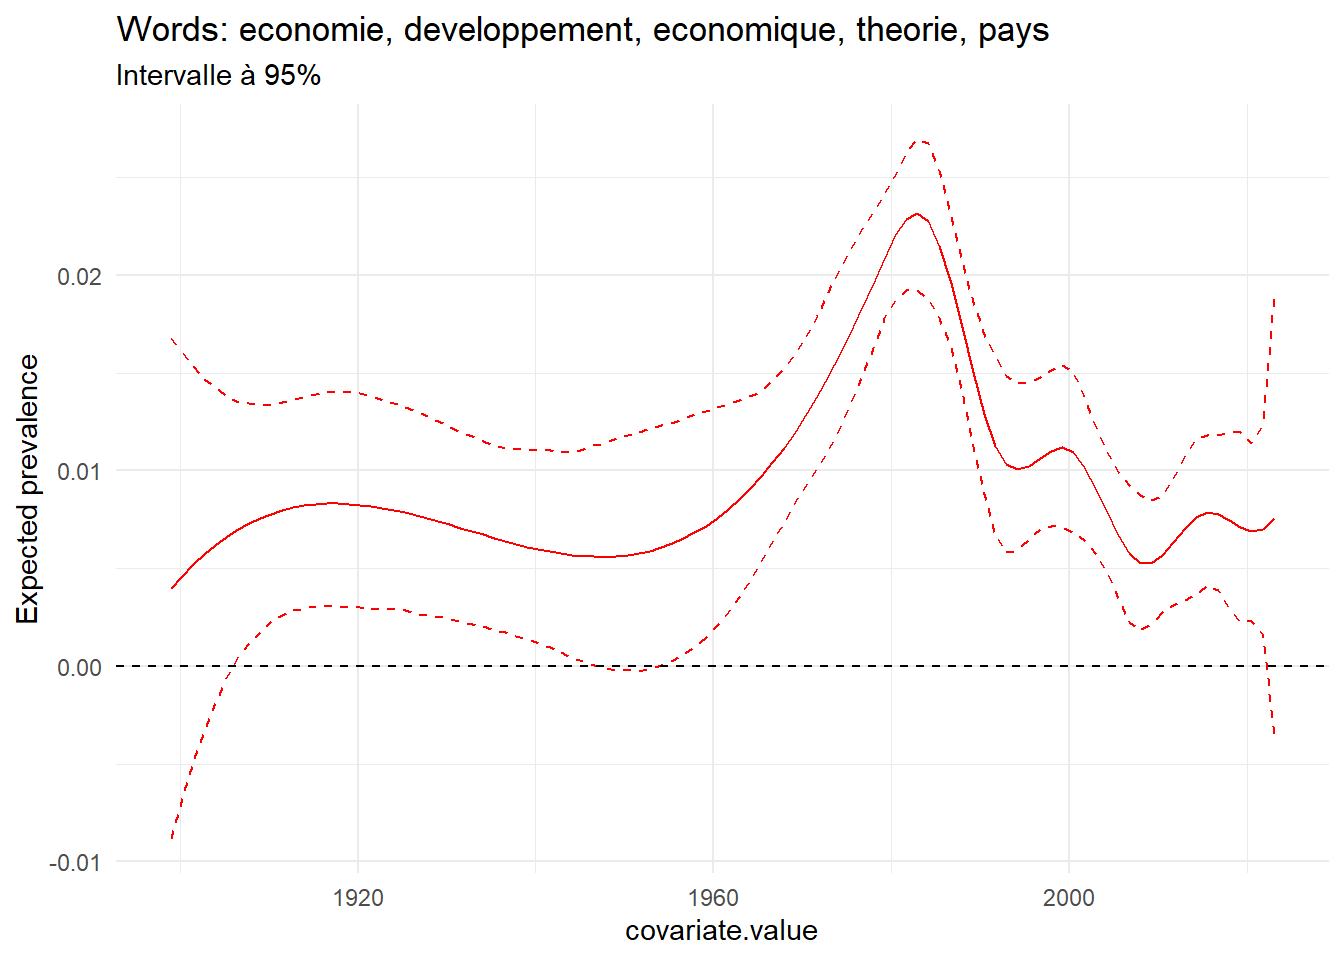 Words: economie, developpement, economique, theorie, pays
Intervalle à 95%
Expected prevalence
0.02
0.01
0.00
-0.01
1920
1960
2000
covariate.value